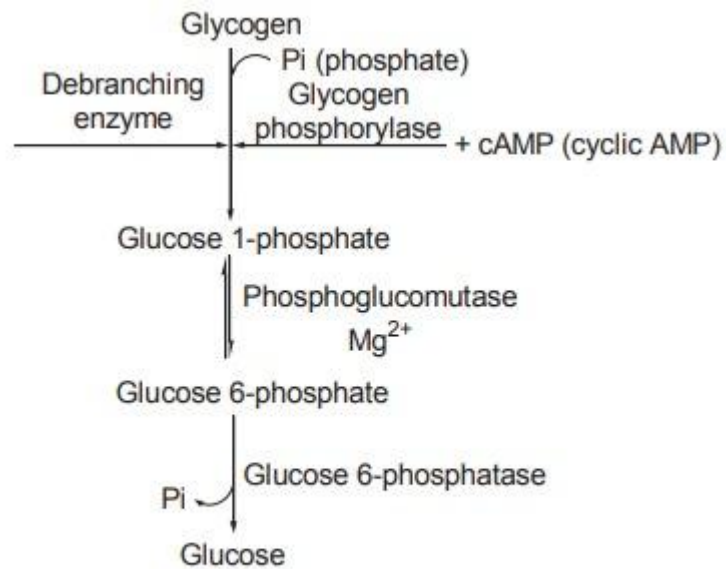 Glycogen
Pi (phosphate)
Debranching
enzyme
Glycogen
phosphorylase
+ cAMP (cyclic AMP)
Glucose 1-phosphate
Phosphoglucomutase
Mg²⁺
Glucose 6-phosphate
Glucose 6-phosphatase
Pi
Glucose